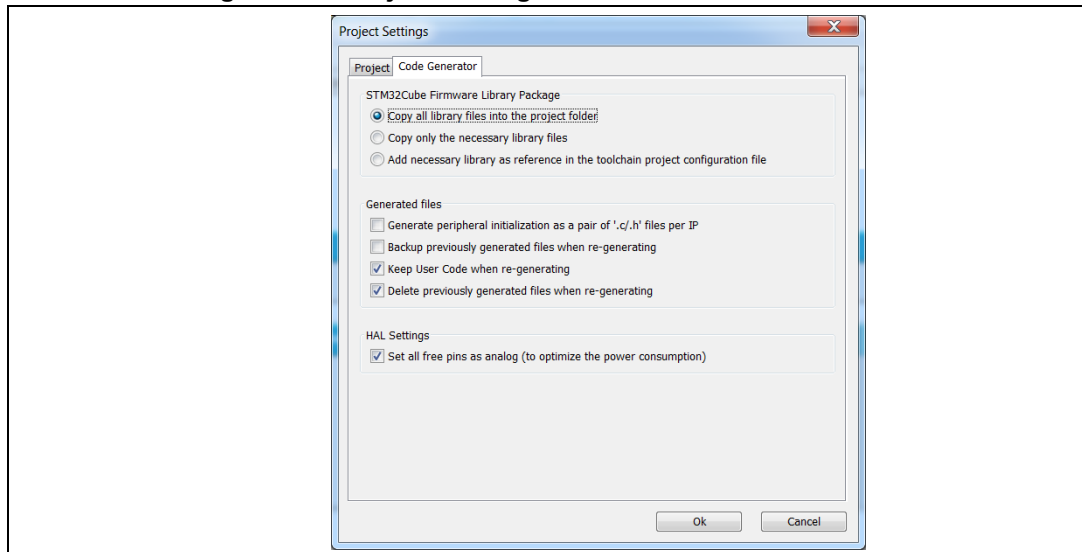 Project Settings
Project Code Generator
STM32Cube Firmware Library Package
Copy all library files into the project folder
Copy only the necessary library files
Add necessary library as reference in the toolchain project configuration file
Generated files
Generate peripheral initialization as a pair of '.c/.h' files per IP
Backup previously generated files when re-generating
Keep User Code when re-generating
Delete previously generated files when re-generating
HAL Settings
Set all free pins as analog (to optimize the power consumption)
Ok Cancel